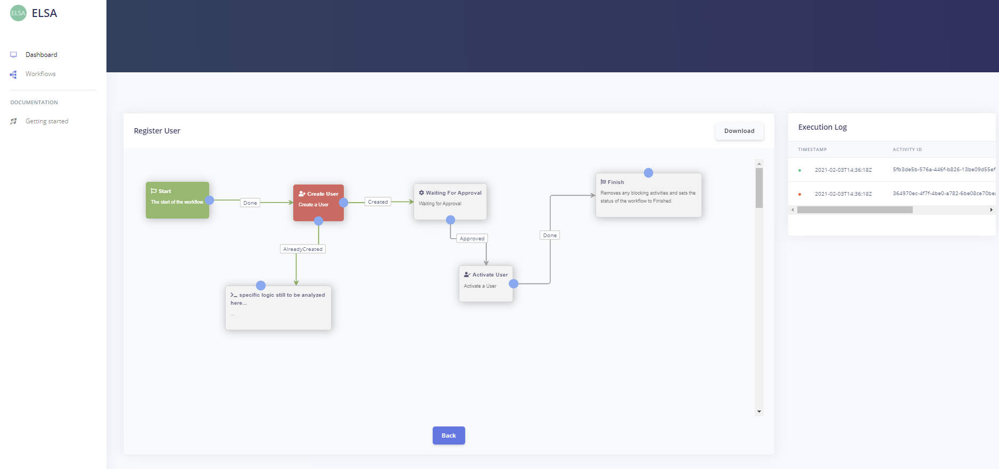 ELSA ELSA
Dashboard
Workflows
DOCUMENTATION
Getting started
Register User
Download
Start
The start of the workflow.
Done
Create User
Create a User
Created
Waiting For Approval
Waiting for Approval
Finish
Removes any blocking activities and sets the
status of the workflow to Finished.
Approved
Done
AlreadyCreated
Activate User
Activate a User
>_ specific logic still to be analyzed
here...
...
Back
Execution Log
TIMESTAMP ACTIVITY ID
2021-02-03T14:36:18Z 5fb3de5b-576a-446f-b826-13be09d55ef
2021-02-03T14:36:18Z 364970ec-4f7f-4be0-a782-6be08ce70bea